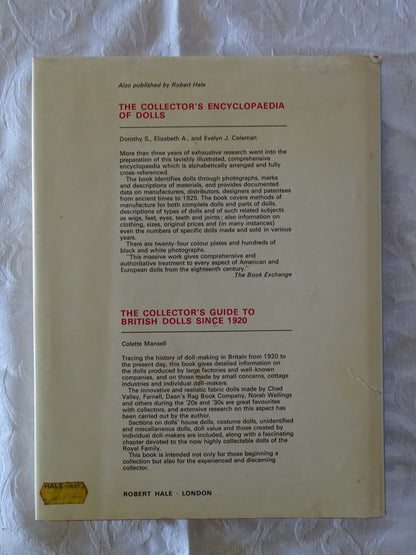 Also published by Robert Hale
THE COLLECTOR'S ENCYCLOPAEDIA
OF DOLLS
Dorothy S., Elizabeth A., and Evelyn J. Coleman
More than three years of exhaustive research went into the
preparation of this lavishly illustrated, comprehensive
encyclopaedia which is alphabetically arranged and fully
cross-referenced.
The book identifies dolls through photographs, marks
and descriptions of materials, and provides documented
data on manufacturers, distributors, designers and patentees
from ancient times to 1925. The book covers methods of
manufacture for both complete dolls and parts of dolls,
descriptions of types of dolls and of such related subjects
as wigs, feet, eyes, teeth and joints; also information on
clothing, sizes, original prices and (in many instances)
even the numbers of specific dolls made and sold in various
years.
There are twenty-four colour plates and hundreds of
black and white photographs.
"This massive work gives comprehensive and
authoritative treatment to every aspect of American and
European dolls from the eighteenth century."
The Book Exchange
THE COLLECTOR'S GUIDE TO
BRITISH DOLLS SINCE 1920
Colette Mansell
Tracing the history of doll-making in Britain from 1920 to
the present day, this book gives detailed information on
the dolls produced by large factories and well-known
companies, and on those made by small concerns, cottage
industries and individual doll-makers.
The innovative and realistic fabric dolls made by Chad
Valley, Farnell, Dean's Rag Book Company, Norah Wellings
and others during the '20s and '30s are great favourites
with collectors, and extensive research on this aspect has
been carried out by the author.
Sections on dolls' house dolls, costume dolls, unidentified
and miscellaneous dolls, doll value and those created by
individual doll-makers are included, along with a fascinating
chapter devoted to the now highly collectable dolls of the
Royal Family.
This book is intended not only for those beginning a
collection but also for the experienced and discerning
collector.
HALE
ROBERT HALE · LONDON